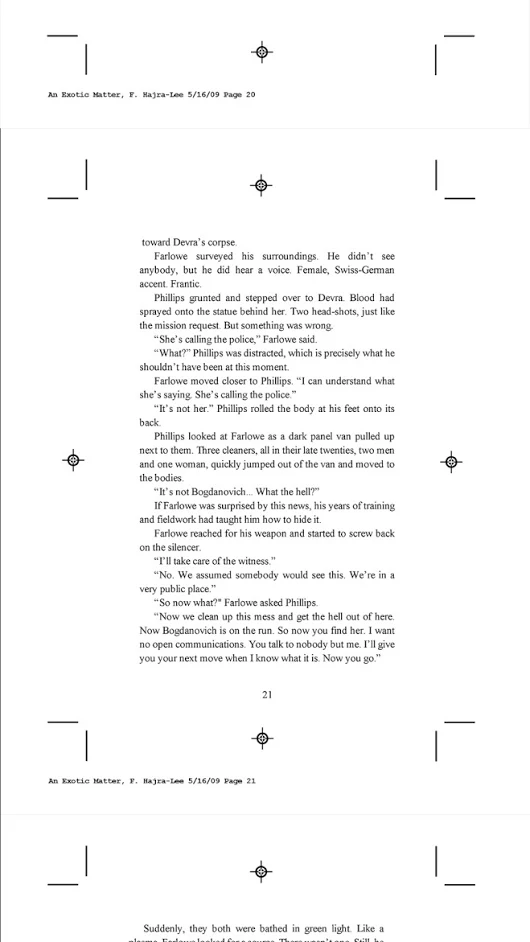 An Exotic Matter, F. Hajra-Lee 5/16/09 Page 20
toward Devra's corpse.
Farlowe surveyed his surroundings. He didn't see
anybody, but he did hear a voice. Female, Swiss-German
accent. Frantic.
Phillips grunted and stepped over to Devra. Blood had
sprayed onto the statue behind her. Two head-shots, just like
the mission request. But something was wrong.
“She's calling the police,” Farlowe said.
“What?” Phillips was distracted, which is precisely what he
shouldn't have been at this moment.
Farlowe moved closer to Phillips. “I can understand what
she's saying. She's calling the police.”
“It's not her.” Phillips rolled the body at his feet onto its
back.
Phillips looked at Farlowe as a dark panel van pulled up
next to them. Three cleaners, all in their late twenties, two men
and one woman, quickly jumped out of the van and moved to
the bodies.
“It's not Bogdanovich... What the hell?”
If Farlowe was surprised by this news, his years of training
and fieldwork had taught him how to hide it.
Farlowe reached for his weapon and started to screw back
on the silencer.
“I'll take care of the witness.”
“No. We assumed somebody would see this. We're in a
very public place.”
“So now what?" Farlowe asked Phillips.
“Now we clean up this mess and get the hell out of here.
Now Bogdanovich is on the run. So now you find her. I want
no open communications. You talk to nobody but me. I'll give
you your next move when I know what it is. Now you go.”
21
An Exotic Matter, F. Hajra-Lee 5/16/09 Page 21
Suddenly, they both were bathed in green light. Like a
plasma. Farlowe looked for a source. There wasn't one. Still, he